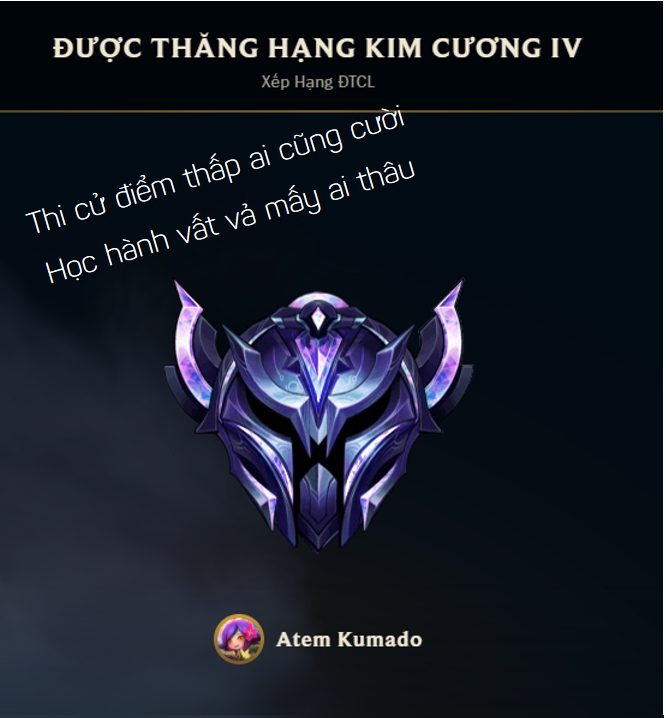 ĐƯỢC THĂNG HẠNG KIM CƯƠNG IV
Xếp Hạng ĐTCL
Thi cử điểm thấp ai cũng cười
Học hành vất vả mấy ai thâu
Atem Kumado